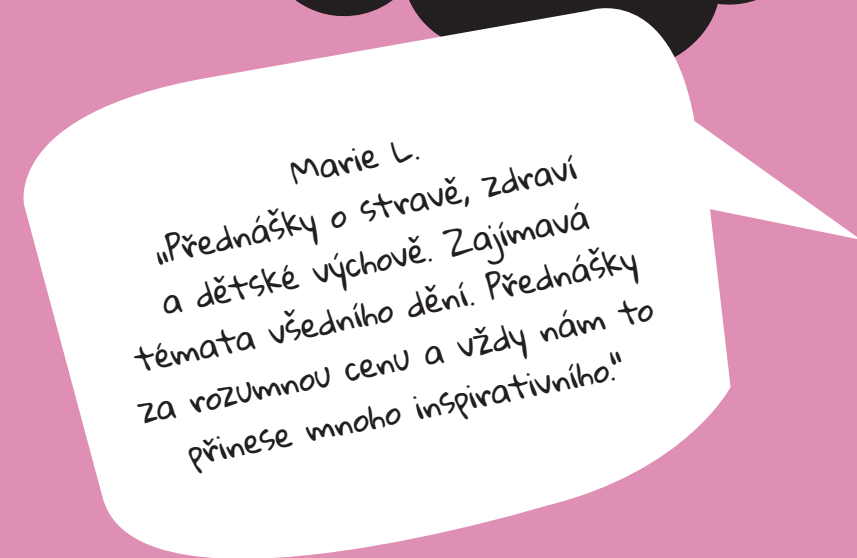 Marie L.
„Přednášky o stravě, zdraví
a dětské výchově. Zajímavá
témata všedního dění. Přednášky
za rozumnou cenu a vždy nám to
přinese mnoho inspirativního."